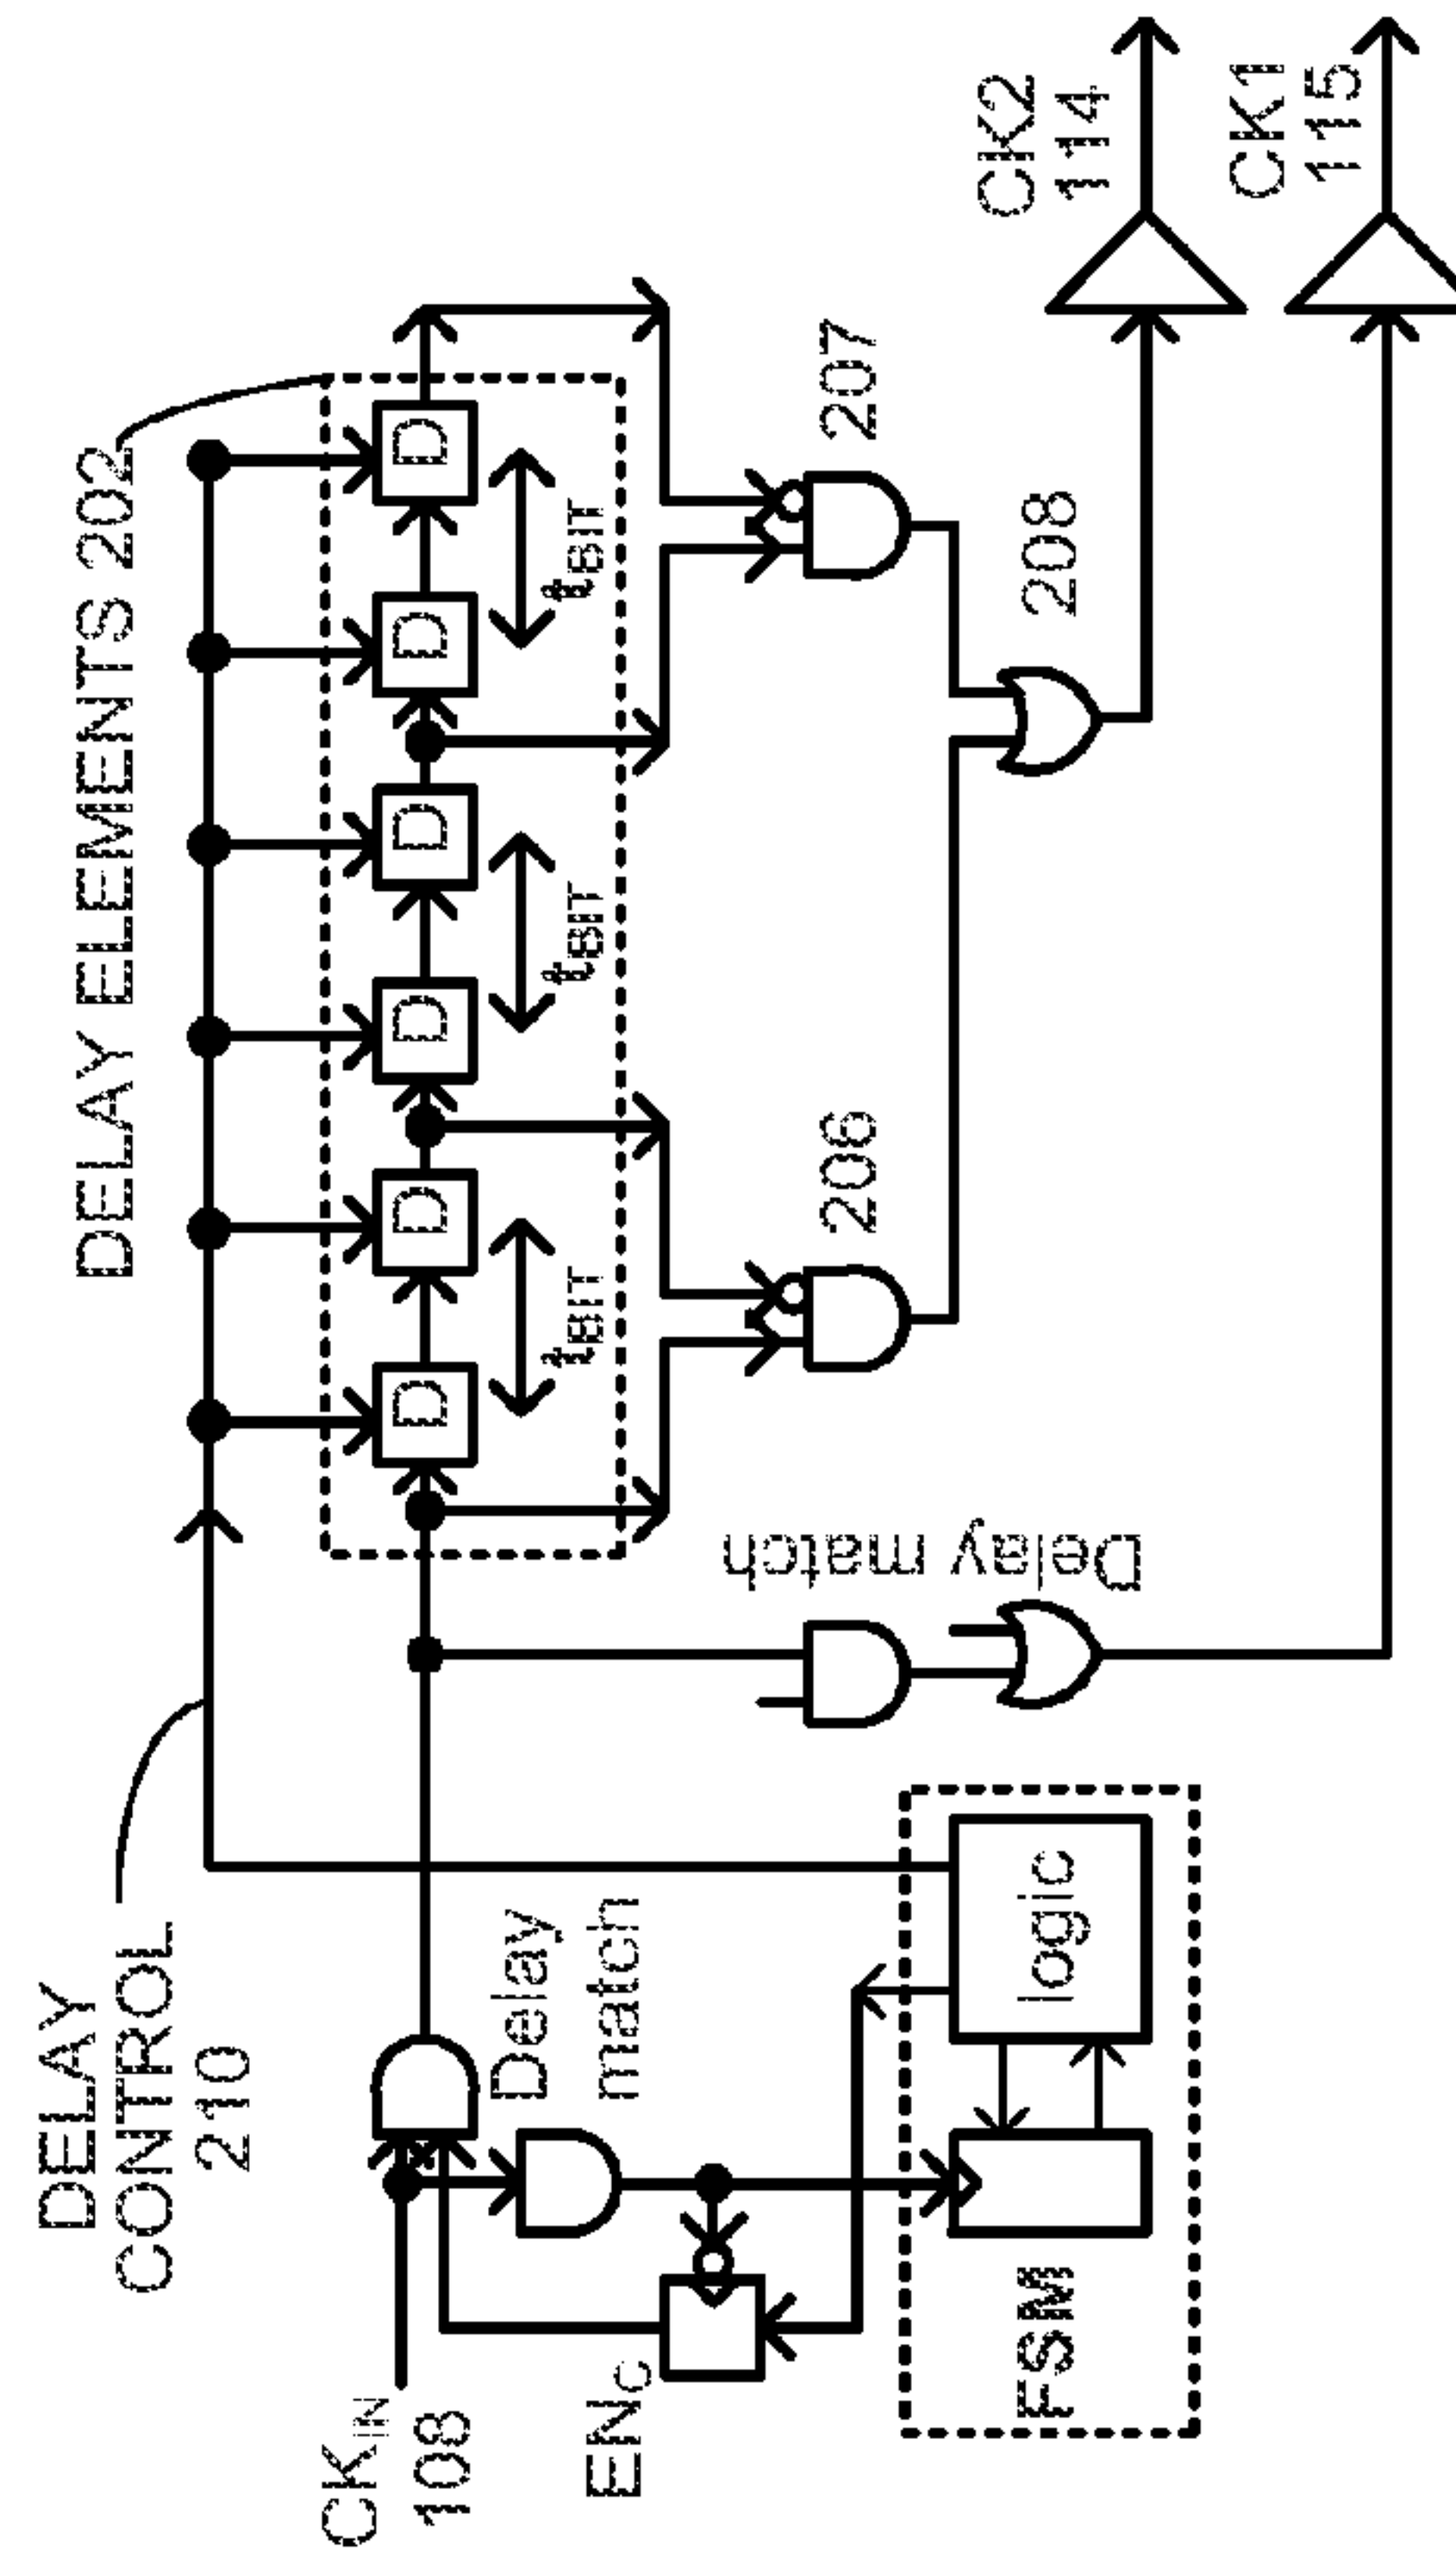 DELAY
CONTROL
210
DELAY ELEMENTS 202
D
D
D
D
D
D
tBIT
tBIT
tBIT
CKIN
108
Delay
match
ENC
FSM
logic
Delay match
206
207
208
CK2
114
CK1
115